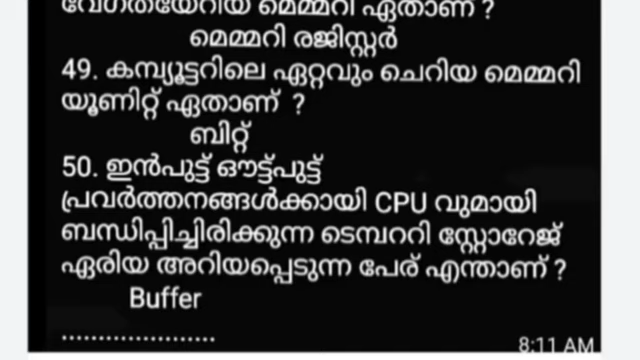 വേഗതയേറിയ മെമ്മറി ഏതാണ് ?
മെമ്മറി രജിസ്റ്റർ
49. കമ്പ്യൂട്ടറിലെ ഏറ്റവും ചെറിയ മെമ്മറി
യൂണിറ്റ് ഏതാണ് ?
ബിറ്റ്
50. ഇൻപുട്ട് ഔട്ട്പുട്ട്
പ്രവർത്തനങ്ങൾക്കായി CPU വുമായി
ബന്ധിപ്പിച്ചിരിക്കുന്ന ടെമ്പററി സ്റ്റോറേജ്
ഏരിയ അറിയപ്പെടുന്ന പേര് എന്താണ് ?
Buffer
.....................
8:11 AM